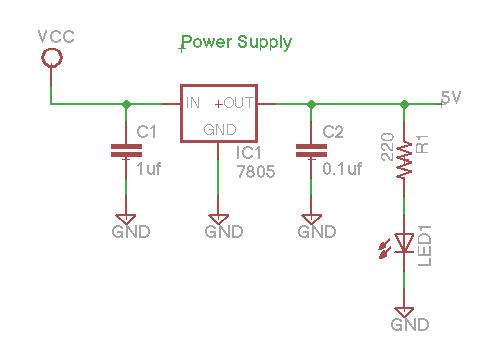 VCC
Power Supply
5V
IN +OUT
GND
C1
1uf
IC1
7805
C2
0.1uf
220
R1
LED1
GND
GND
GND
GND